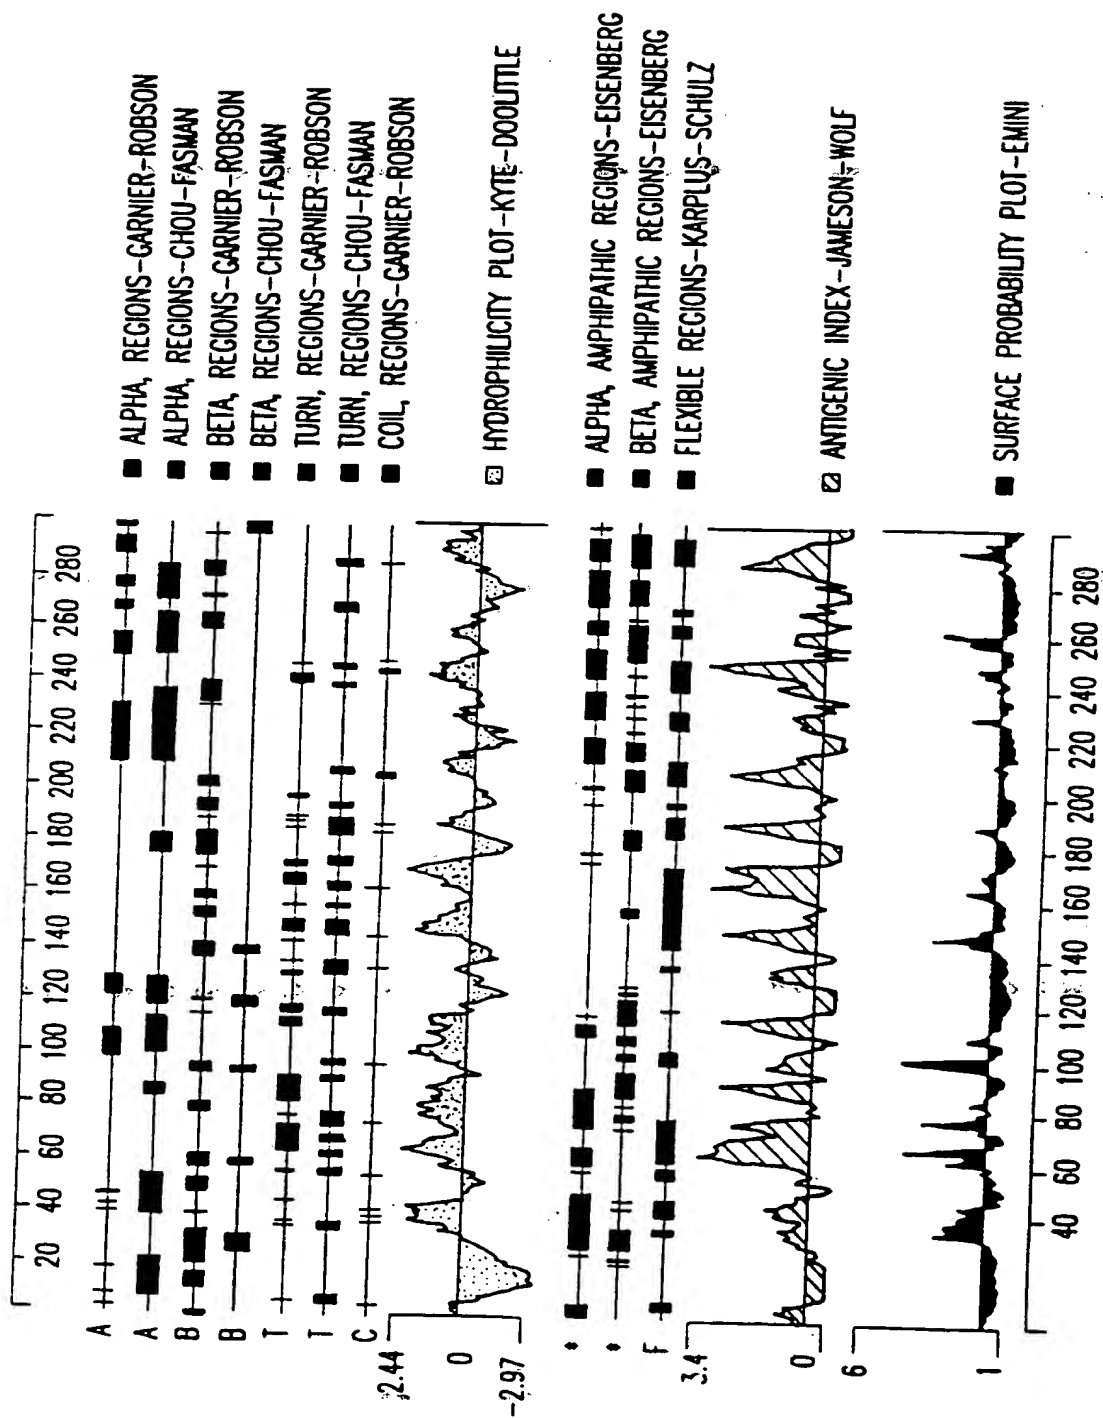 20 40 60 80 100 120 140 160 180 200 220 240 260 280
A ALPHA, REGIONS-GARNIER-ROBSON
A ALPHA, REGIONS-CHOU-FASMAN
B BETA, REGIONS-GARNIER-ROBSON
B BETA, REGIONS-CHOU-FASMAN
T TURN, REGIONS-GARNIER-ROBSON
T TURN, REGIONS-CHOU-FASMAN
C COIL, REGIONS-GARNIER-ROBSON
2.44
0 HYDROPHILICITY PLOT-KYTE-DOOLITTLE
-2.97
* ALPHA, AMPHIPATHIC REGIONS-EISENBERG
* BETA, AMPHIPATHIC REGIONS-EISENBERG
F FLEXIBLE REGIONS-KARPLUS-SCHULZ
3.4
0 ANTIGENIC INDEX-JAMESON-WOLF
6
1 SURFACE PROBABILITY PLOT-EMINI
40 60 80 100 120 140 160 180 200 220 240 260 280